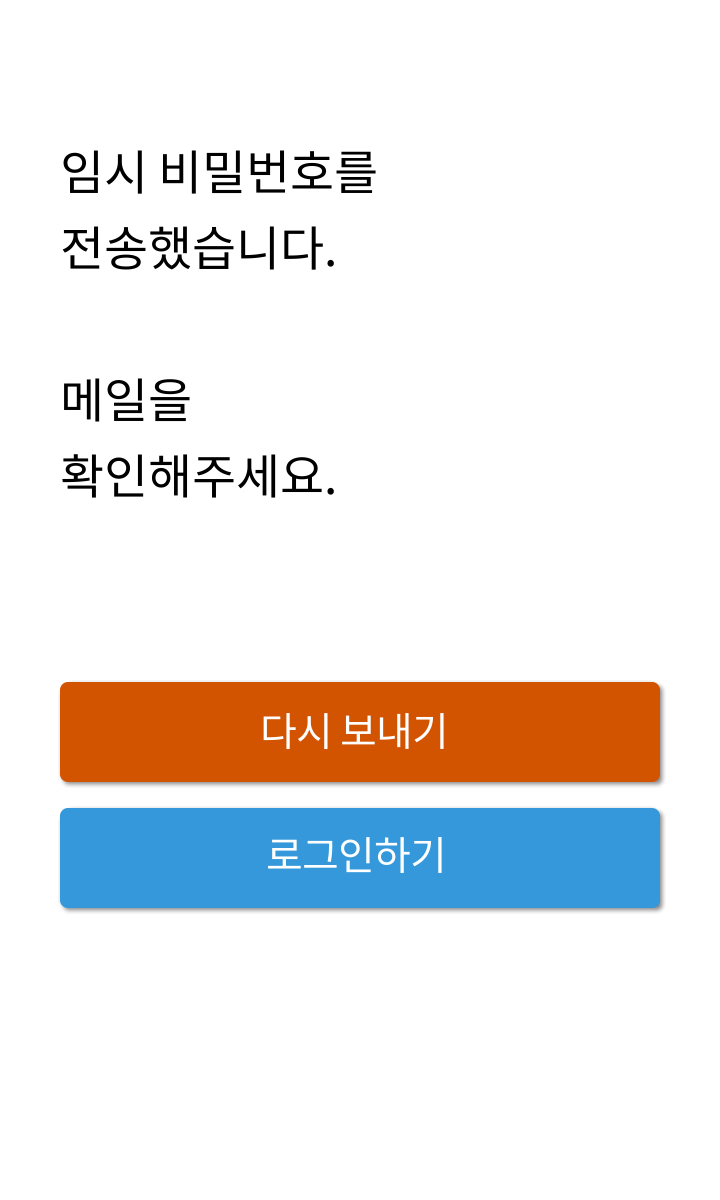 임시 비밀번호를
전송했습니다.
메일을
확인해주세요.
다시 보내기
로그인하기